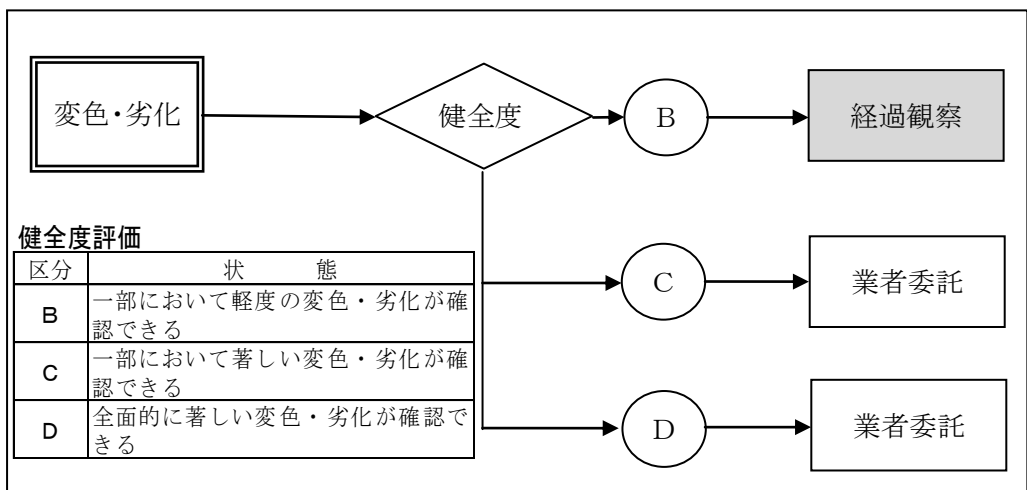 変色・劣化
健全度
B
経過観察
健全度評価
区分 状態
B 一部において軽度の変色・劣化が確
認できる
C 一部において著しい変色・劣化が確
認できる
D 全面的に著しい変色・劣化が確認で
きる
C
業者委託
D
業者委託